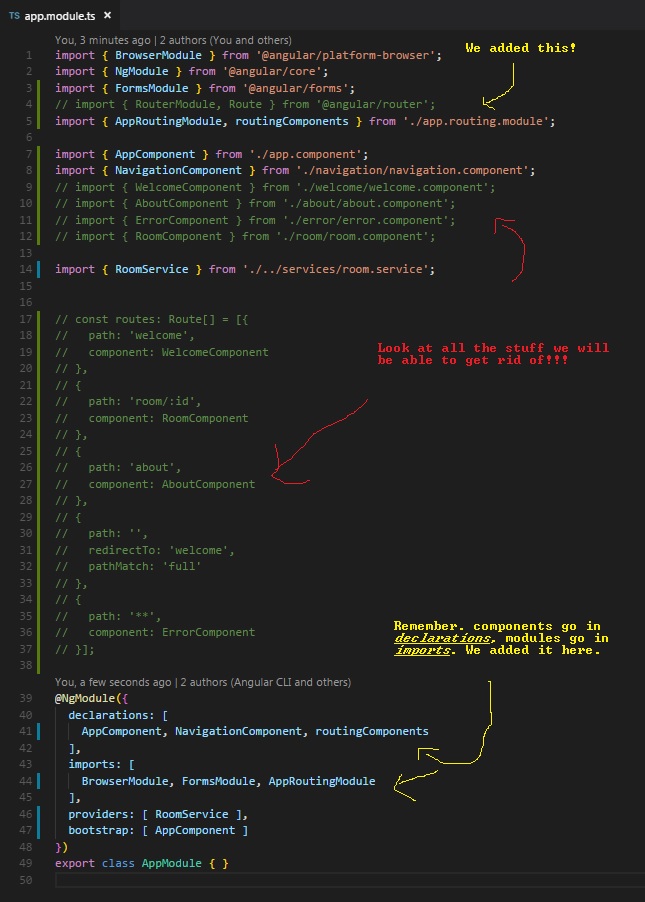 TS app.module.ts ×
You, 3 minutes ago | 2 authors (You and others)
We added this!
1 import { BrowserModule } from '@angular/platform-browser';
2 import { NgModule } from '@angular/core';
3 import { FormsModule } from '@angular/forms';
4 // import { RouterModule, Route } from '@angular/router';
5 import { AppRoutingModule, routingComponents } from './app.routing.module';
6
7 import { AppComponent } from './app.component';
8 import { NavigationComponent } from './navigation/navigation.component';
9 // import { WelcomeComponent } from './welcome/welcome.component';
10 // import { AboutComponent } from './about/about.component';
11 // import { ErrorComponent } from './error/error.component';
12 // import { RoomComponent } from './room/room.component';
13
14 import { RoomService } from './../services/room.service';
15
16
17 // const routes: Route[] = [{
18 //   path: 'welcome',
19 //   component: WelcomeComponent
Look at all the stuff we will
be able to get rid of!!!
20 // },
21 // {
22 //   path: 'room/:id',
23 //   component: RoomComponent
24 // },
25 // {
26 //   path: 'about',
27 //   component: AboutComponent
28 // },
29 // {
30 //   path: '',
31 //   redirectTo: 'welcome',
32 //   pathMatch: 'full'
33 // },
34 // {
35 //   path: '**',
36 //   component: ErrorComponent
37 // }];
38
Remember. components go in
declarations, modules go in
imports. We added it here.
You, a few seconds ago | 2 authors (Angular CLI and others)
39 @NgModule({
40   declarations: [
41     AppComponent, NavigationComponent, routingComponents
42   ],
43   imports: [
44     BrowserModule, FormsModule, AppRoutingModule
45   ],
46   providers: [ RoomService ],
47   bootstrap: [ AppComponent ]
48 })
49 export class AppModule { }
50